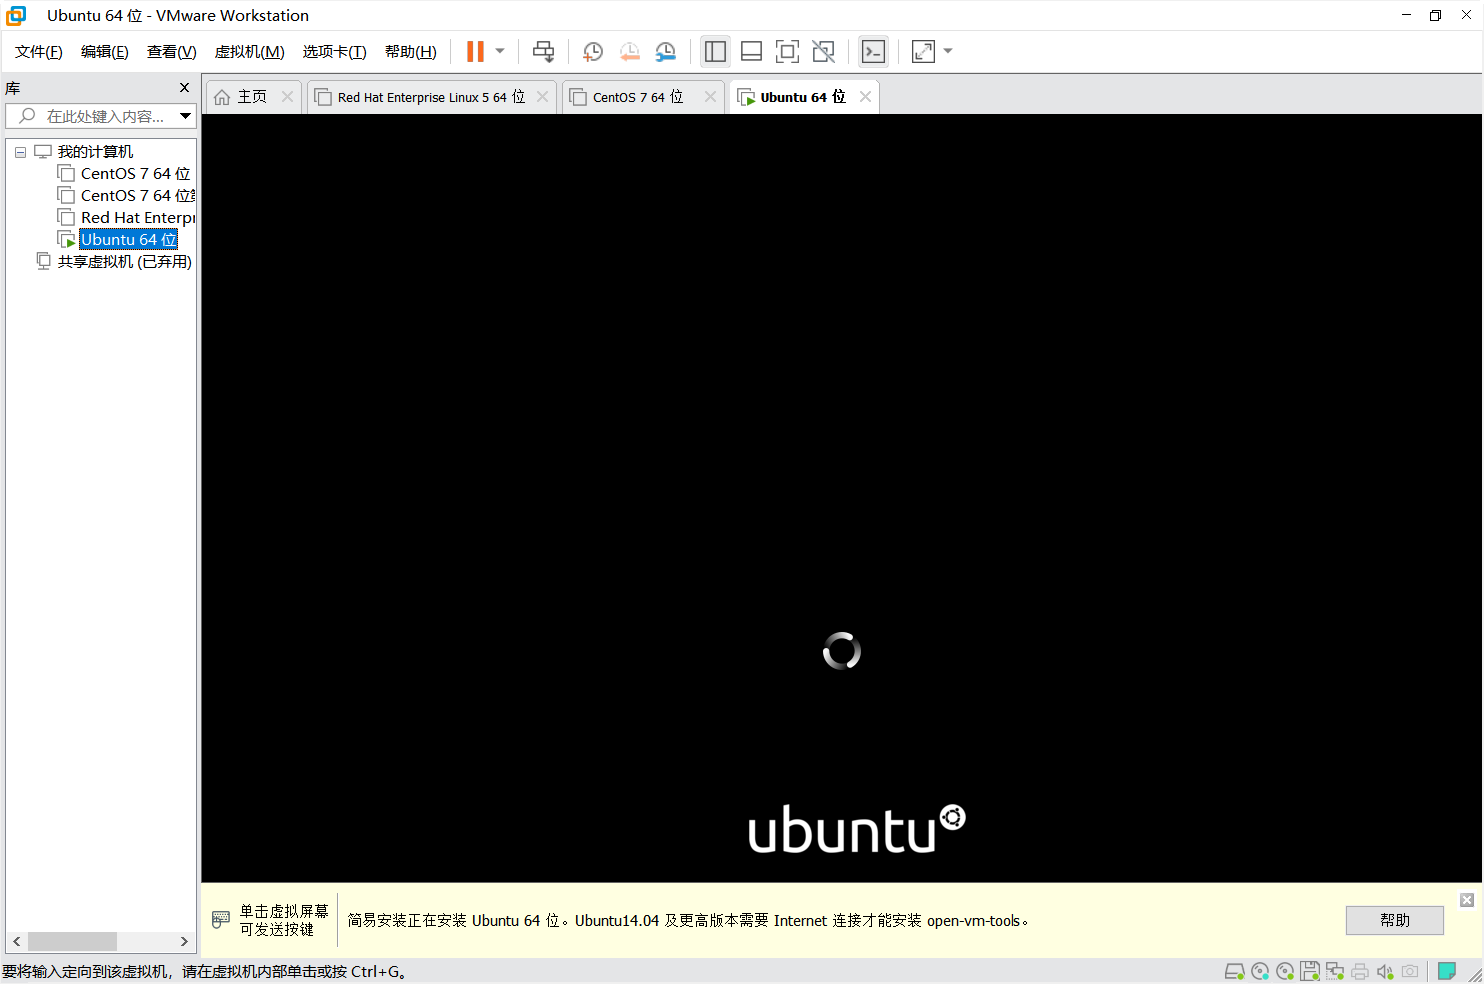 Ubuntu 64 位 - VMware Workstation
文件(F) 编辑(E) 查看(V) 虚拟机(M) 选项卡(T) 帮助(H)
库
在此处键入内容...
我的计算机
CentOS 7 64 位
CentOS 7 64 位
Red Hat Enterpr
Ubuntu 64 位
共享虚拟机 (已弃用)
主页
Red Hat Enterprise Linux 5 64 位
CentOS 7 64 位
Ubuntu 64 位
ubuntu
单击虚拟屏幕
可发送按键
简易安装正在安装 Ubuntu 64 位。Ubuntu14.04 及更高版本需要 Internet 连接才能安装 open-vm-tools。
帮助
要将输入定向到该虚拟机，请在虚拟机内部单击或按 Ctrl+G。